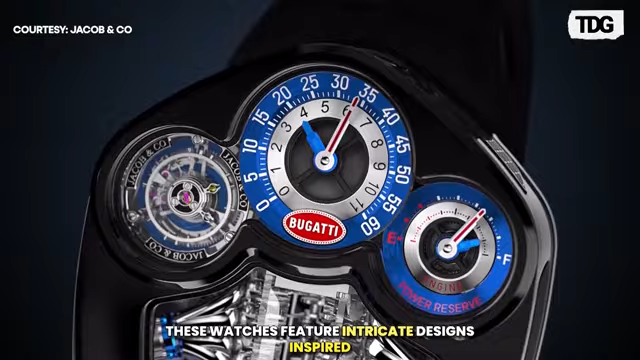 COURTESY: JACOB & CO
TDG
0 5 10 15 20 25 30 35 40 45 50 55 60
0 1 2 3 4 5 6 7 8 9 10 11
BUGATTI
JACOB & CO
JACOB & CO
JACOB & CO
E
F
ENGINE
POWER RESERVE
THESE WATCHES FEATURE INTRICATE DESIGNS
INSPIRED